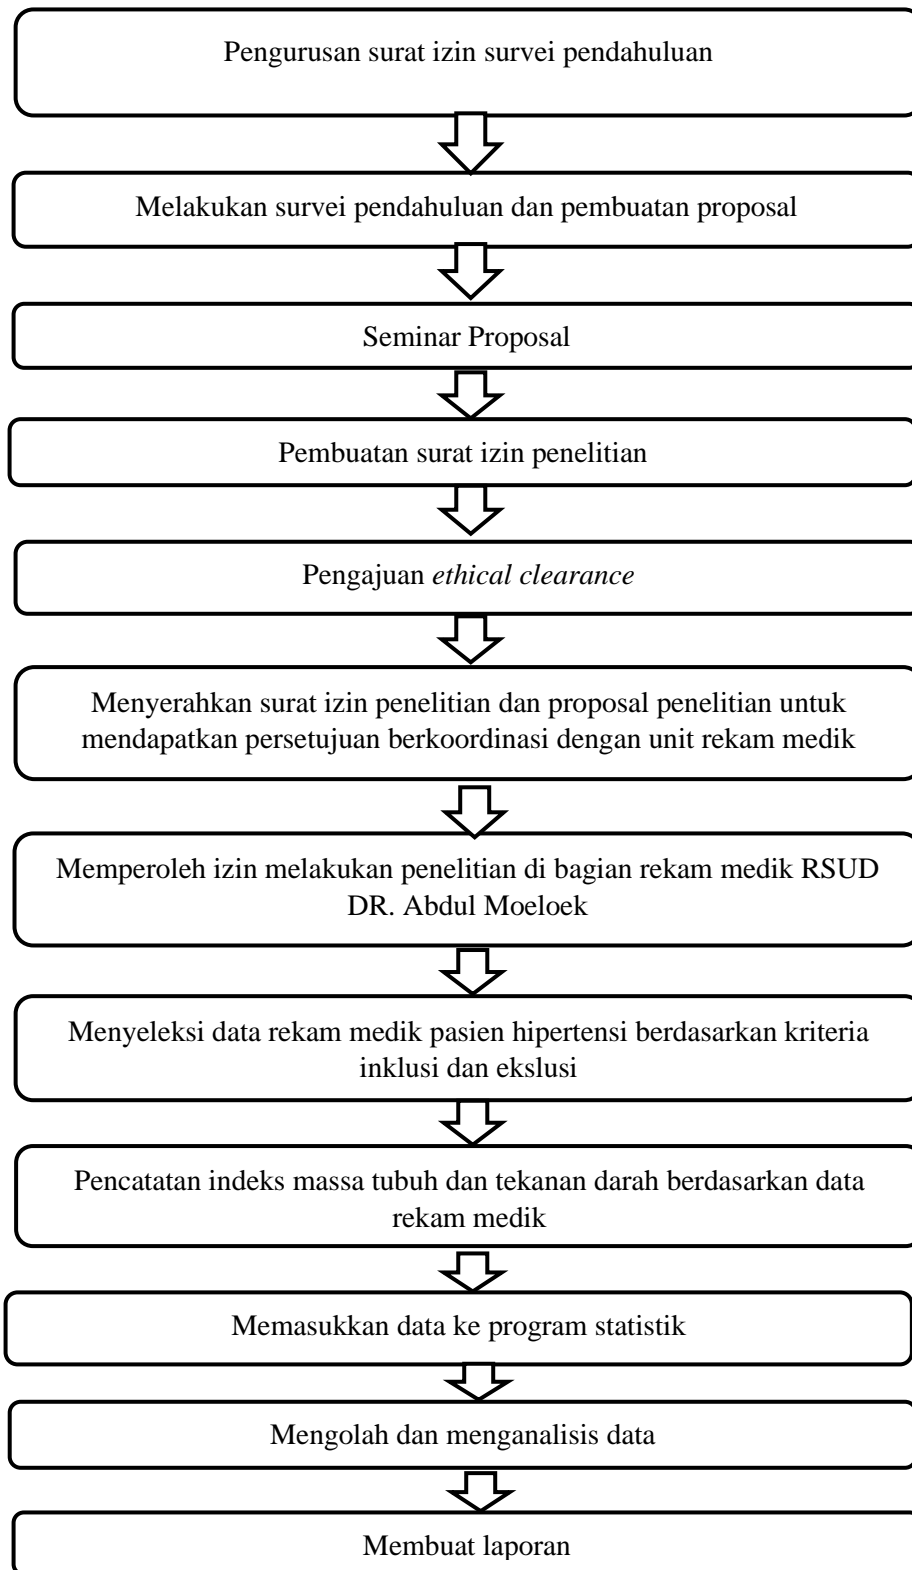 Pengurusan surat izin survei pendahuluan
Melakukan survei pendahuluan dan pembuatan proposal
Seminar Proposal
Pembuatan surat izin penelitian
Pengajuan ethical clearance
Menyerahkan surat izin penelitian dan proposal penelitian untuk
mendapatkan persetujuan berkoordinasi dengan unit rekam medik
Memperoleh izin melakukan penelitian di bagian rekam medik RSUD
DR. Abdul Moeloek
Menyeleksi data rekam medik pasien hipertensi berdasarkan kriteria
inklusi dan ekslusi
Pencatatan indeks massa tubuh dan tekanan darah berdasarkan data
rekam medik
Memasukkan data ke program statistik
Mengolah dan menganalisis data
Membuat laporan